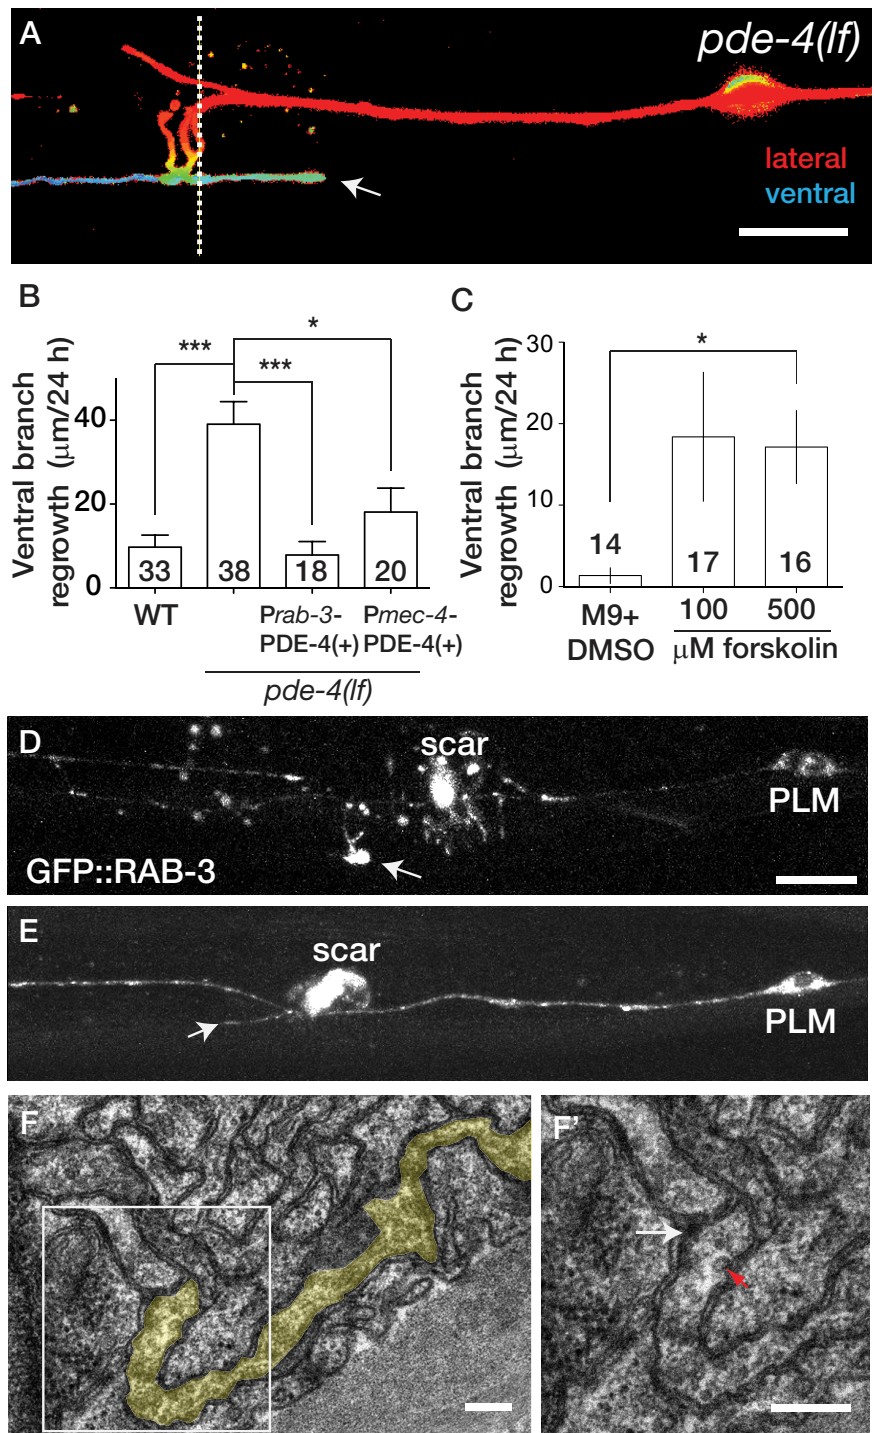 A
pde-4(lf)
lateral
ventral
B
Ventral branch
regrowth (μm/24 h)
40
20
0
***
*
***
33
38
18
20
WT
Prab-3-
PDE-4(+)
Pmec-4-
PDE-4(+)
pde-4(lf)
C
Ventral branch
regrowth (μm/24 h)
30
20
10
0
*
14
17
16
M9+
DMSO
100
500
μM forskolin
D
scar
PLM
GFP::RAB-3
E
scar
PLM
F
F'